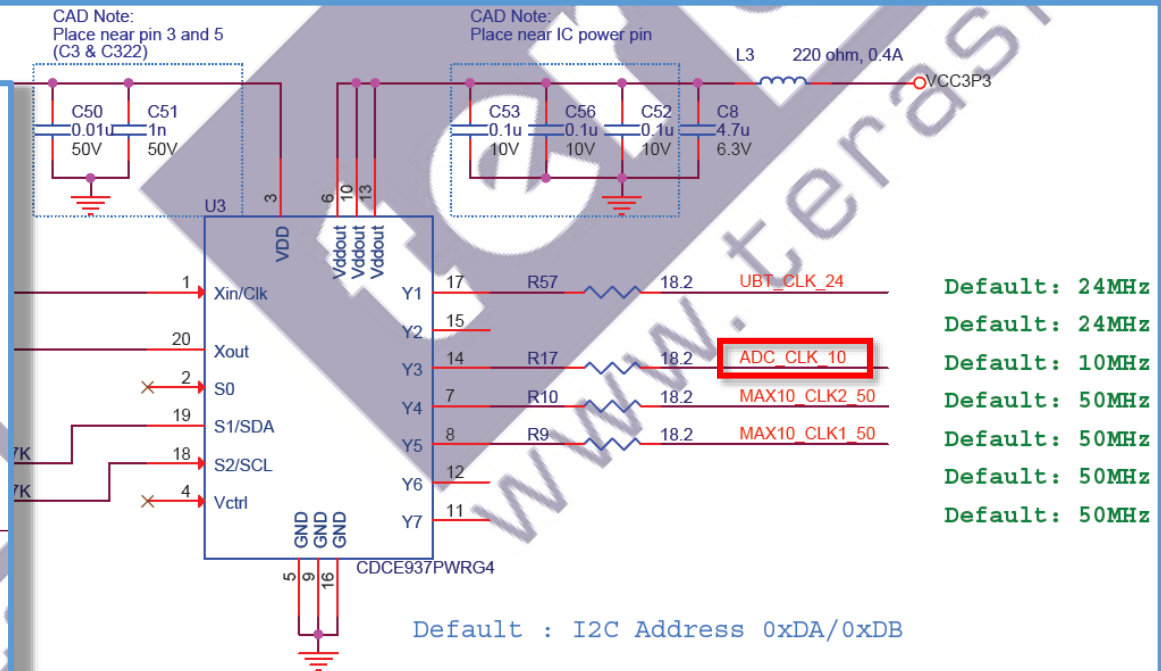 CAD Note:
Place near pin 3 and 5
(C3 & C322)
CAD Note:
Place near IC power pin
L3
220 ohm, 0.4A
VCC3P3
C50
0.01u
50V
C51
1n
50V
C53
0.1u
10V
C56
0.1u
10V
C52
0.1u
10V
C8
4.7u
6.3V
U3
3
6
10
13
VDD
Vddout
Vddout
Vddout
1
Xin/Clk
20
Xout
2
S0
19
S1/SDA
18
S2/SCL
4
Vctrl
7K
7K
Y1
17
R57
18.2
UBT_CLK_24
Default: 24MHz
Y2
15
Default: 24MHz
Y3
14
R17
18.2
ADC_CLK_10
Default: 10MHz
Y4
7
R10
18.2
MAX10_CLK2_50
Default: 50MHz
Y5
8
R9
18.2
MAX10_CLK1_50
Default: 50MHz
Y6
12
Default: 50MHz
Y7
11
Default: 50MHz
GND
GND
GND
5
9
16
CDCE937PWRG4
Default : I2C Address 0xDA/0xDB
www.teras